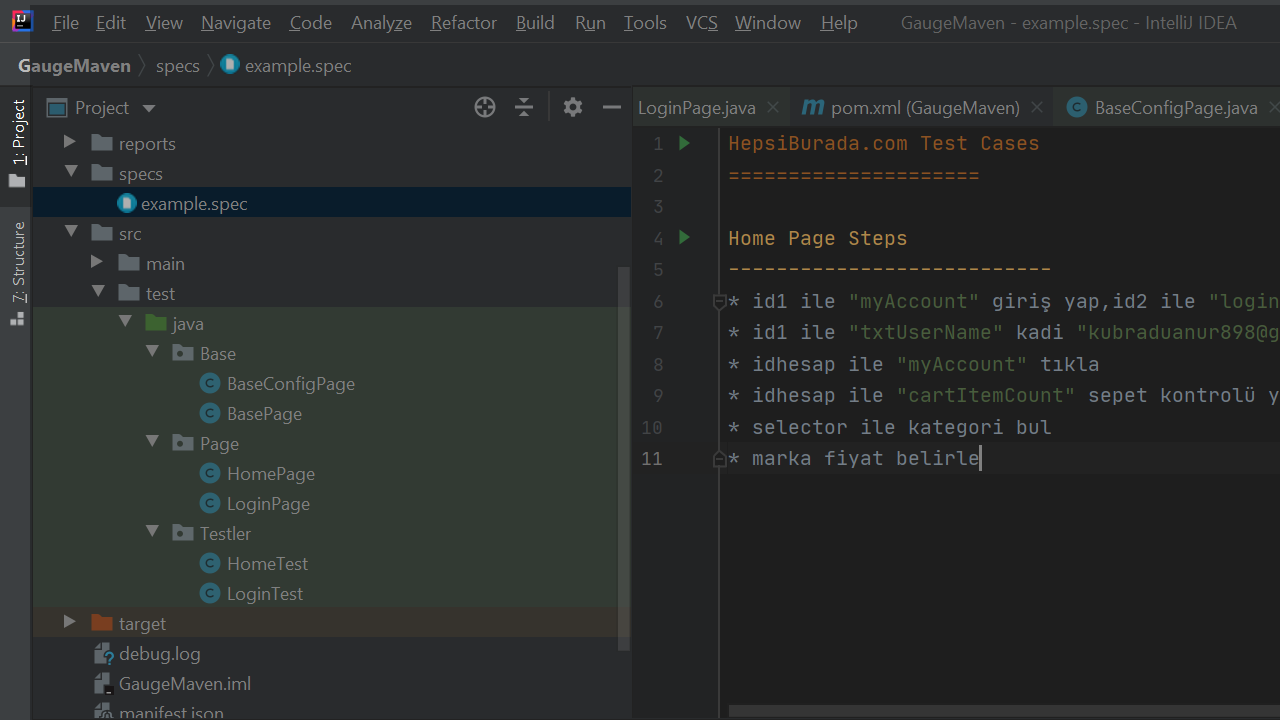 File Edit View Navigate Code Analyze Refactor Build Run Tools VCS Window Help GaugeMaven - example.spec - IntelliJ IDEA
GaugeMaven specs example.spec
1: Project
7: Structure
Project
reports
specs
example.spec
src
main
test
java
Base
BaseConfigPage
BasePage
Page
HomePage
LoginPage
Testler
HomeTest
LoginTest
target
debug.log
GaugeMaven.iml
manifest.json
LoginPage.java pom.xml (GaugeMaven) BaseConfigPage.java
1 HepsiBurada.com Test Cases
2 =====================
3
4 Home Page Steps
5 ---------------------------
6 * id1 ile "myAccount" giriş yap,id2 ile "login
7 * id1 ile "txtUserName" kadi "kubraduanur898@g
8 * idhesap ile "myAccount" tıkla
9 * idhesap ile "cartItemCount" sepet kontrolü y
10 * selector ile kategori bul
11 * marka fiyat belirle